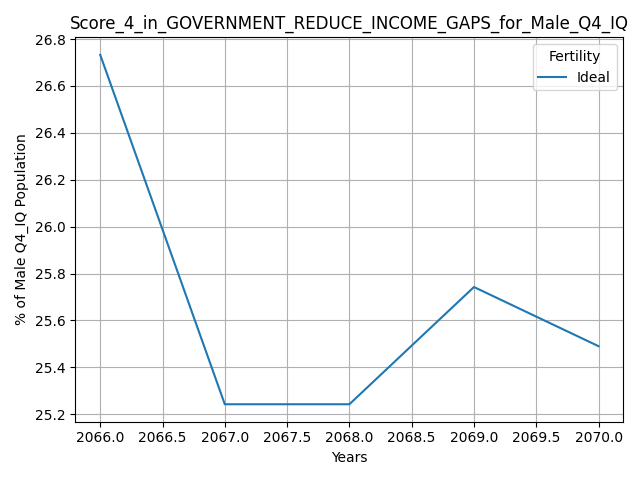 Score_4_in_GOVERNMENT_REDUCE_INCOME_GAPS_for_Male_Q4_IQ
Fertility
Ideal
% of Male Q4_IQ Population
26.8
26.6
26.4
26.2
26.0
25.8
25.6
25.4
25.2
2066.0 2066.5 2067.0 2067.5 2068.0 2068.5 2069.0 2069.5 2070.0
Years